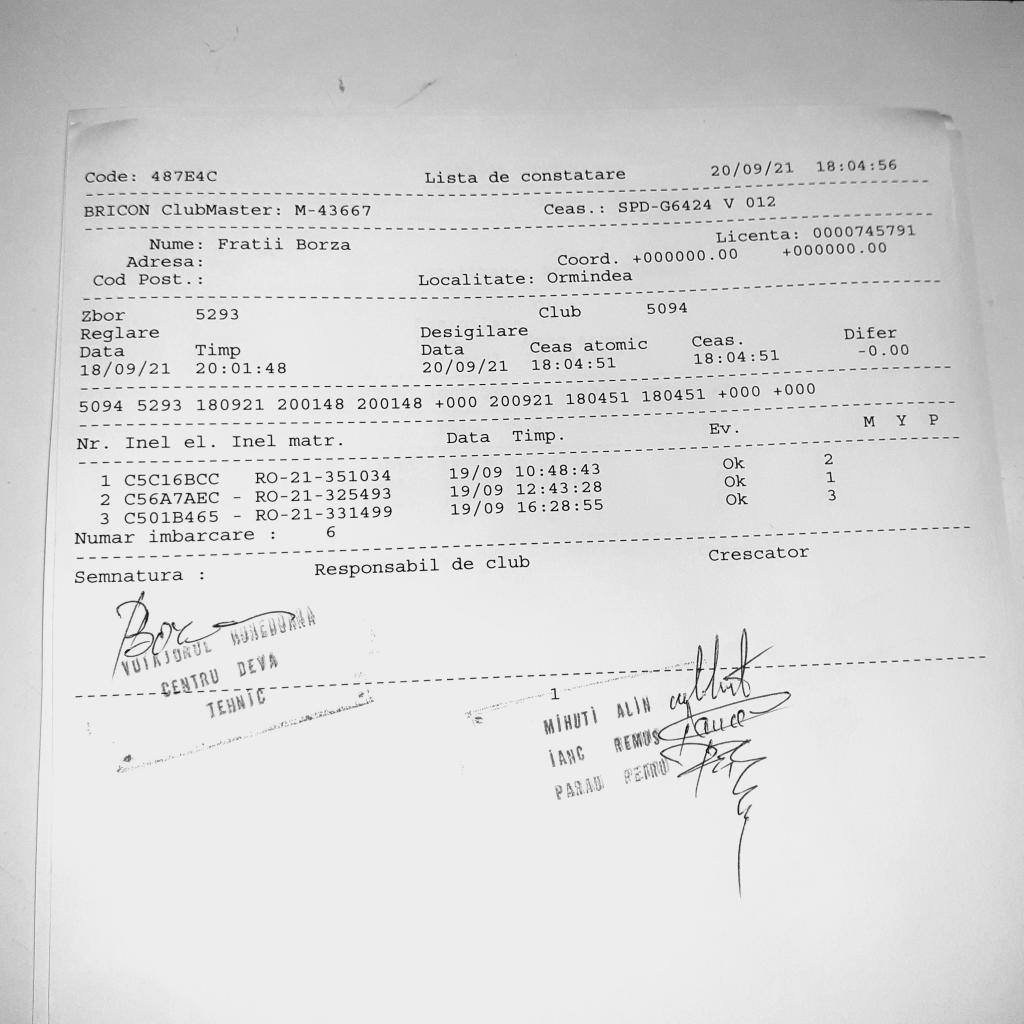 Code: 487E4C Lista de constatare 20/09/21 18:04:56
BRICON ClubMaster: M-43667 Ceas.: SPD-G6424 V 012
Nume: Fratii Borza Licenta: 0000745791
Adresa: Coord. +000000.00 +000000.00
Cod Post.: Localitate: Ormindea
Zbor 5293 Club 5094
Reglare Desigilare
Data Timp Data Ceas atomic Ceas. Difer
18/09/21 20:01:48 20/09/21 18:04:51 18:04:51 -0.00
5094 5293 180921 200148 200148 +000 200921 180451 180451 +000 +000
Nr. Inel el. Inel matr. Data Timp. Ev. M Y P
1 C5C16BCC RO-21-351034 19/09 10:48:43 Ok 2
2 C56A7AEC - RO-21-325493 19/09 12:43:28 Ok 1
3 C501B465 - RO-21-331499 19/09 16:28:55 Ok 3
Numar imbarcare : 6
Semnatura : Responsabil de club Crescator
HUNEDOARA
CENTRU DEVA
TEHNIC
1
MIHUTI ALIN
IANC REMUS
PARAU PETRU